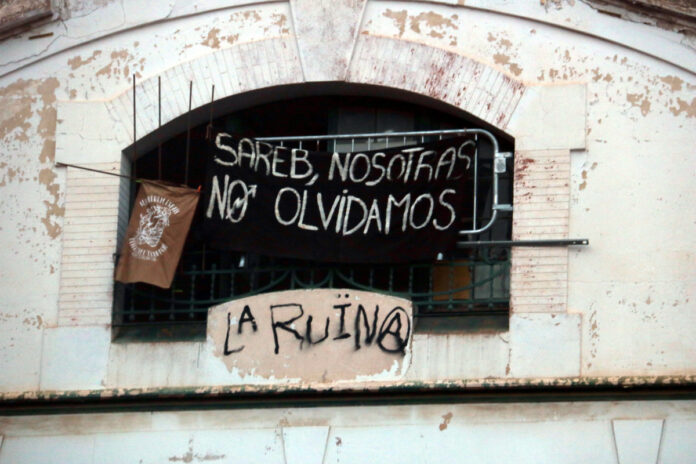 SAREB, NOSOTRAS
NO OLVIDAMOS
LA RUÏNA